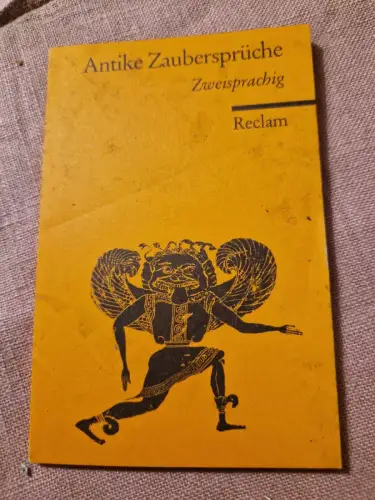 Antike Zaubersprüche
Zweisprachig
Reclam